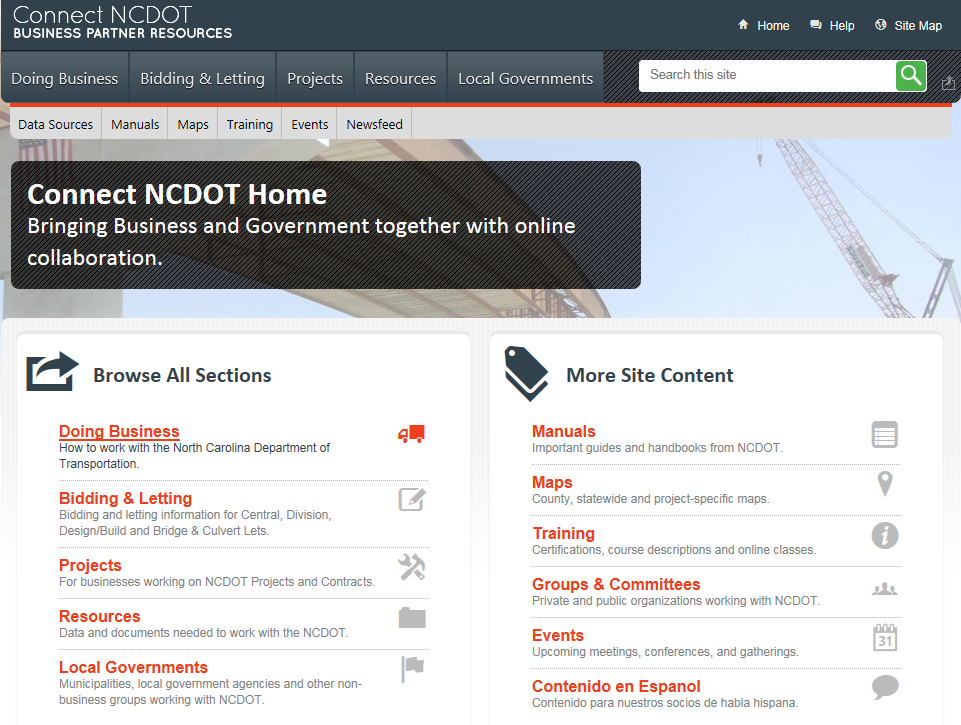 Connect NCDOT
BUSINESS PARTNER RESOURCES
Home
Help
Site Map
Doing Business
Bidding & Letting
Projects
Resources
Local Governments
Search this site
Data Sources
Manuals
Maps
Training
Events
Newsfeed
Connect NCDOT Home
Bringing Business and Government together with online
collaboration.
Browse All Sections
Doing Business
How to work with the North Carolina Department of
Transportation.
Bidding & Letting
Bidding and letting information for Central, Division,
Design/Build and Bridge & Culvert Lets.
Projects
For businesses working on NCDOT Projects and Contracts.
Resources
Data and documents needed to work with the NCDOT.
Local Governments
Municipalities, local government agencies and other non-
business groups working with NCDOT.
More Site Content
Manuals
Important guides and handbooks from NCDOT.
Maps
County, statewide and project-specific maps.
Training
Certifications, course descriptions and online classes.
Groups & Committees
Private and public organizations working with NCDOT.
Events
Upcoming meetings, conferences, and gatherings.
31
Contenido en Espanol
Contenido para nuestros socios de habla hispana.